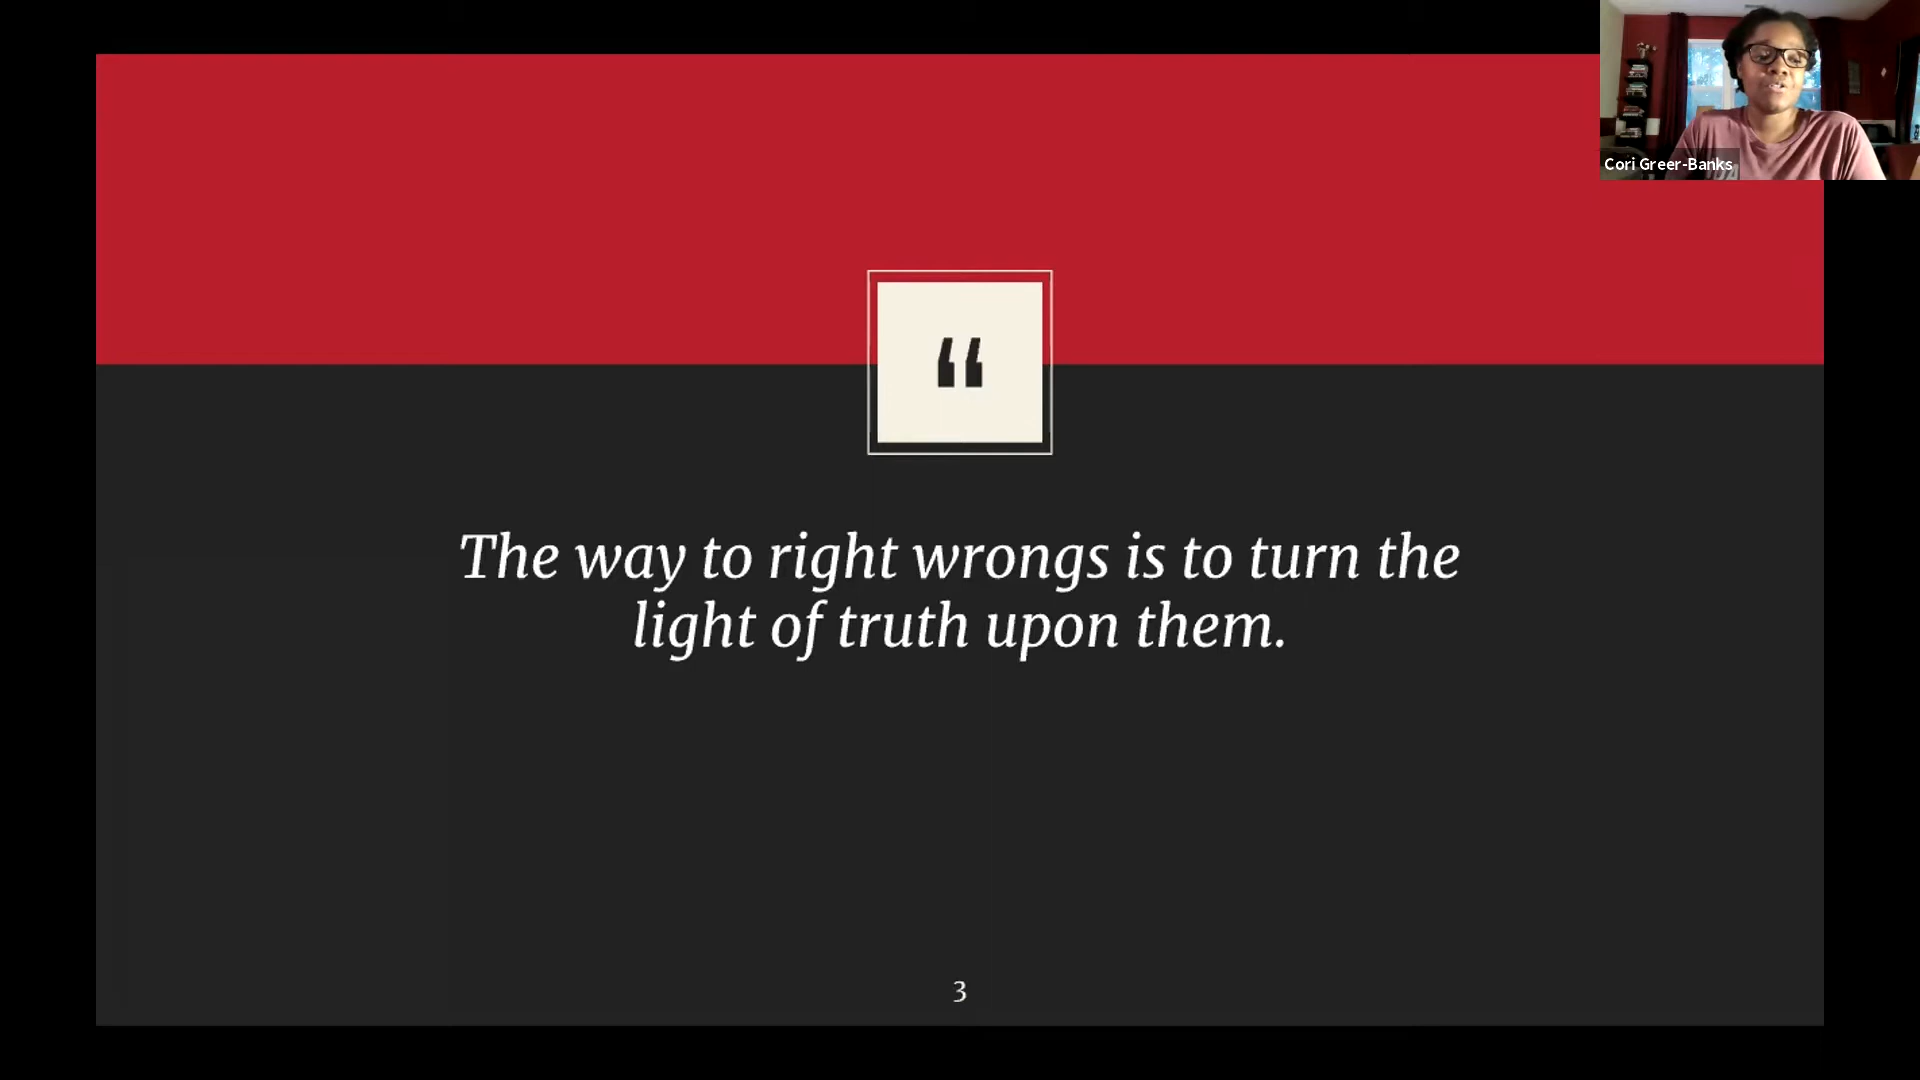 Cori Greer-Banks
“
The way to right wrongs is to turn the
light of truth upon them.
3